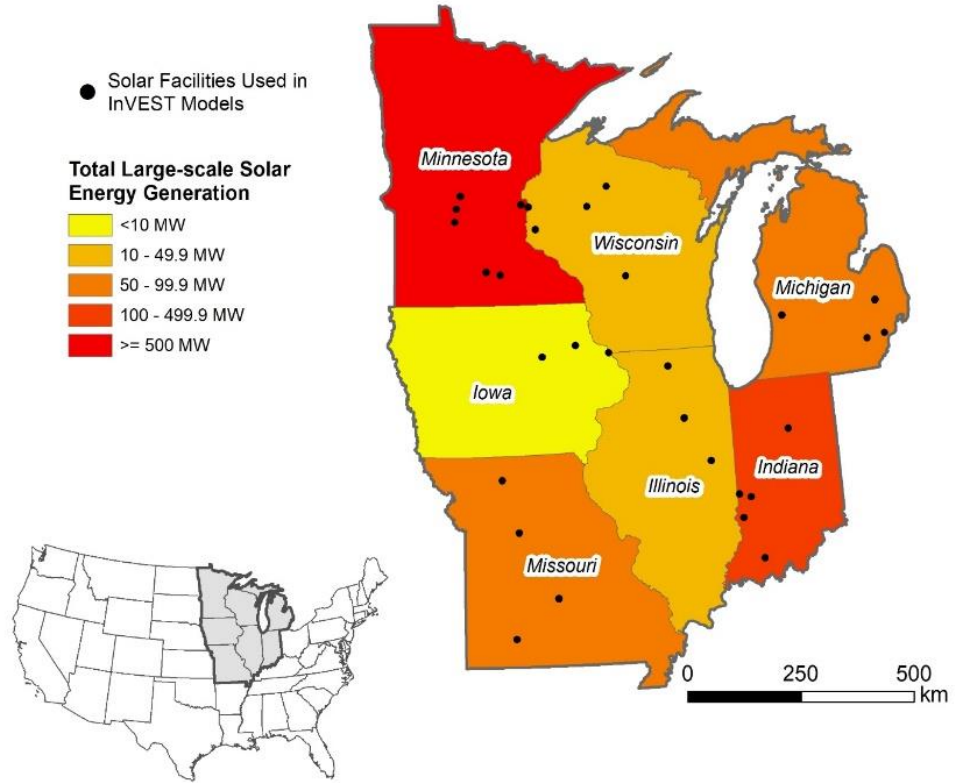 Solar Facilities Used in
InVEST Models
Total Large-scale Solar
Energy Generation
<10 MW
10 - 49.9 MW
50 - 99.9 MW
100 - 499.9 MW
>= 500 MW
Minnesota
Wisconsin
Michigan
Iowa
Illinois
Indiana
Missouri
0 250 500
km